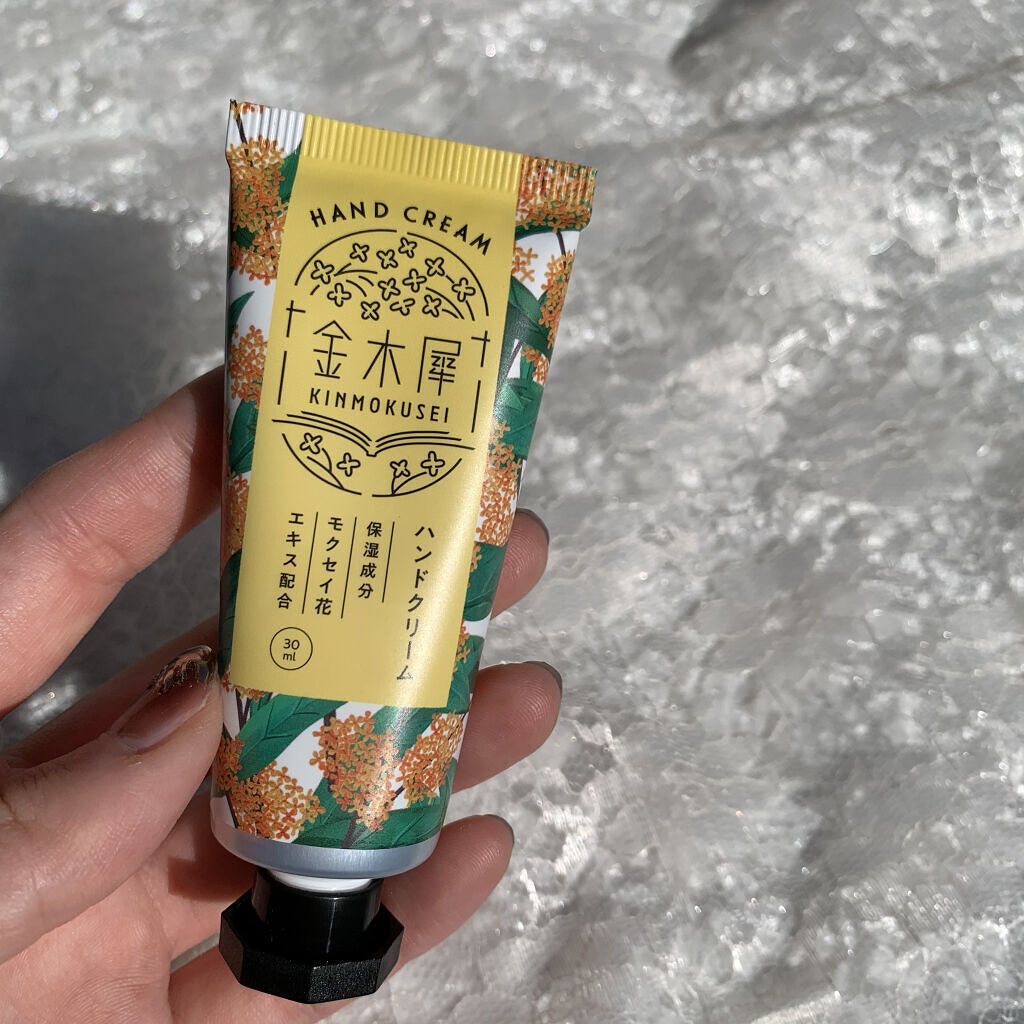 HAND CREAM
金木犀
KINMOKUSEI
ハンドクリーム
保湿成分
モクセイ花
エキス配合
30
ml